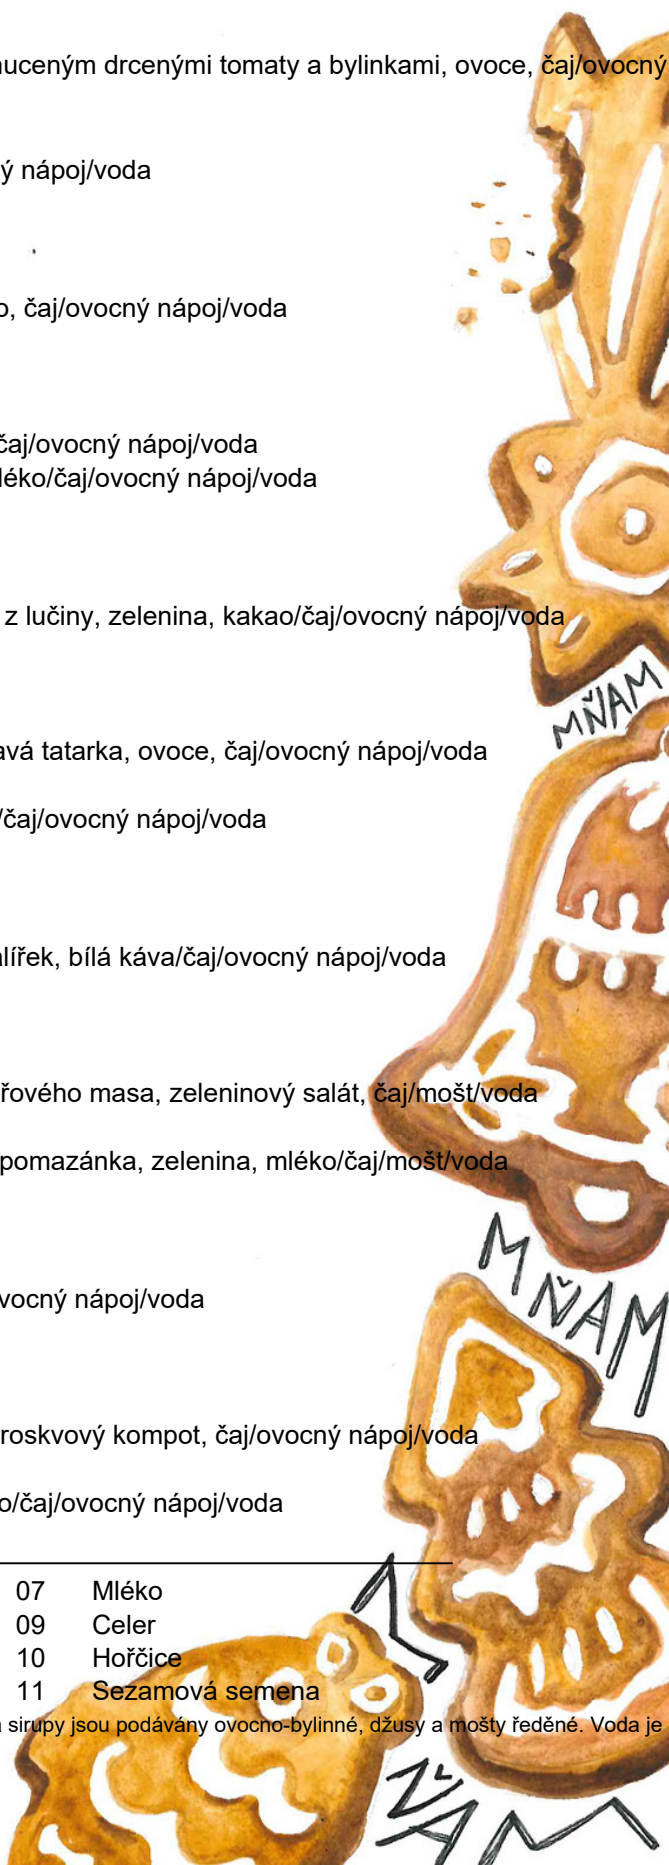 uceným drcenými tomaty a bylinkami, ovoce, čaj/ovocný
ý nápoj/voda
o, čaj/ovocný nápoj/voda
čaj/ovocný nápoj/voda
léko/čaj/ovocný nápoj/voda
z lučiny, zelenina, kakao/čaj/ovocný nápoj/voda
MŇAM
avá tatarka, ovoce, čaj/ovocný nápoj/voda
/čaj/ovocný nápoj/voda
alířek, bílá káva/čaj/ovocný nápoj/voda
řového masa, zeleninový salát, čaj/mošt/voda
pomazánka, zelenina, mléko/čaj/mošt/voda
MŇAM
vocný nápoj/voda
roskvový kompot, čaj/ovocný nápoj/voda
o/čaj/ovocný nápoj/voda
07 Mléko
09 Celer
10 Hořčice
11 Sezamová semena
a sirupy jsou podávány ovocno-bylinné, džusy a mošty ředěné. Voda je
ŇAM